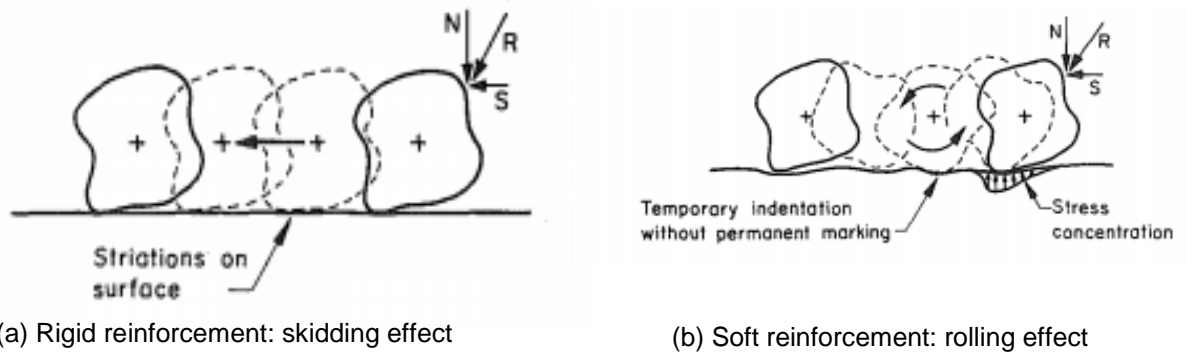 N
R
S
Striations on
surface
(a) Rigid reinforcement: skidding effect
N
R
S
Temporary indentation
without permanent marking
Stress
concentration
(b) Soft reinforcement: rolling effect